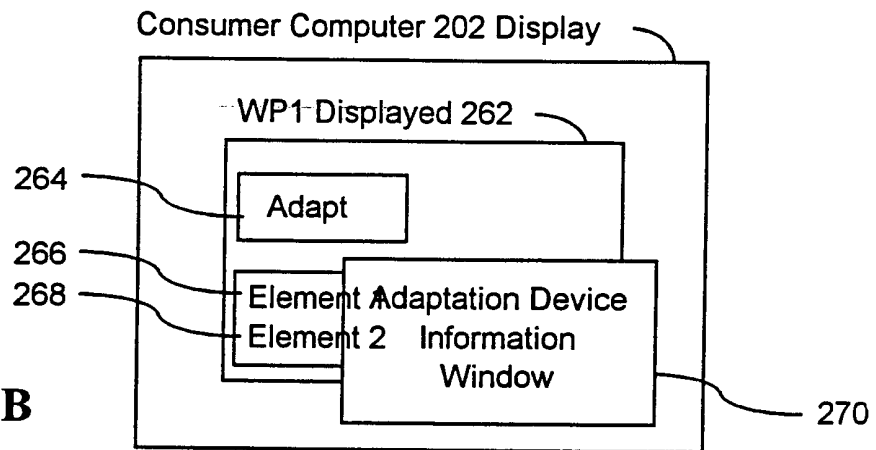 Consumer Computer 202 Display
WP1 Displayed 262
264
Adapt
266
Element 1
Adaptation Device
268
Element 2
Information
Window
B
270